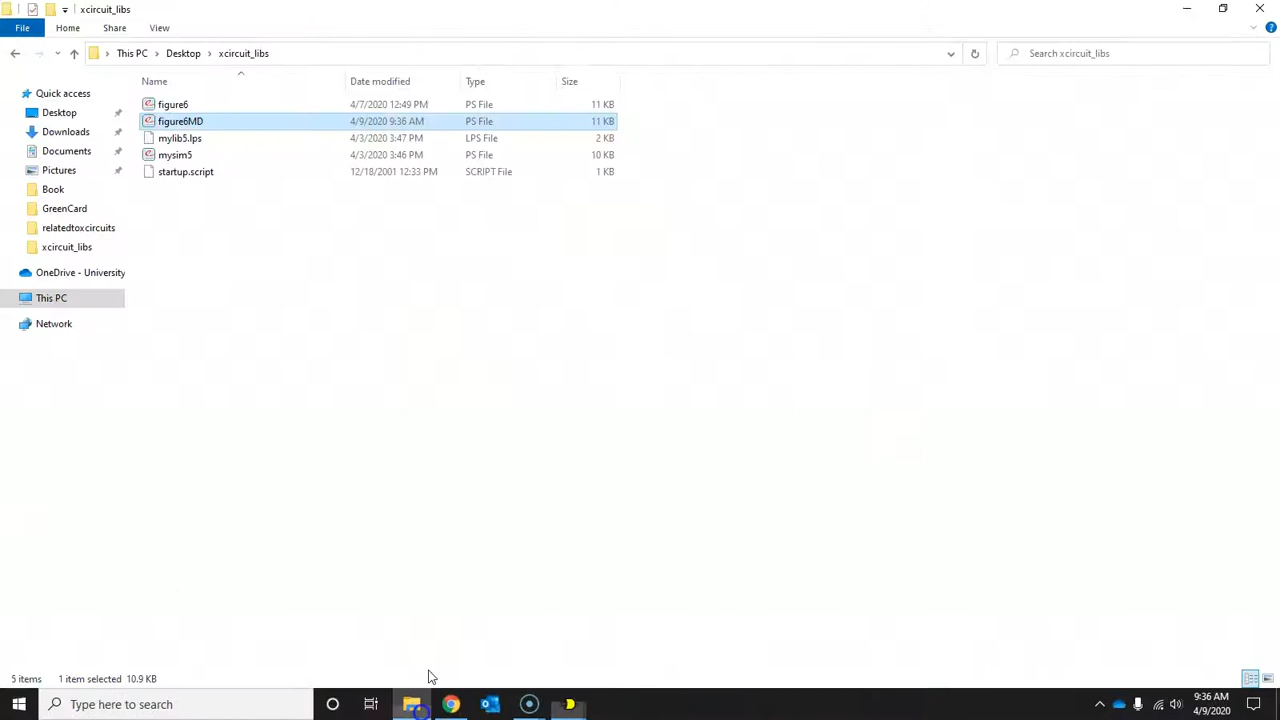 xcircuit_libs
File Home Share View
This PC Desktop xcircuit_libs Search xcircuit_libs
Name Date modified Type Size
Quick access
Desktop
Downloads
Documents
Pictures
Book
GreenCard
relatedtoxcircuits
xcircuit_libs
OneDrive - University
This PC
Network
figure6 4/7/2020 12:49 PM PS File 11 KB
figure6MD 4/9/2020 9:36 AM PS File 11 KB
mylib5.lps 4/3/2020 3:47 PM LPS File 2 KB
mysim5 4/3/2020 3:46 PM PS File 10 KB
startup.script 12/18/2001 12:33 PM SCRIPT File 1 KB
5 items 1 item selected 10.9 KB
Type here to search
9:36 AM
4/9/2020